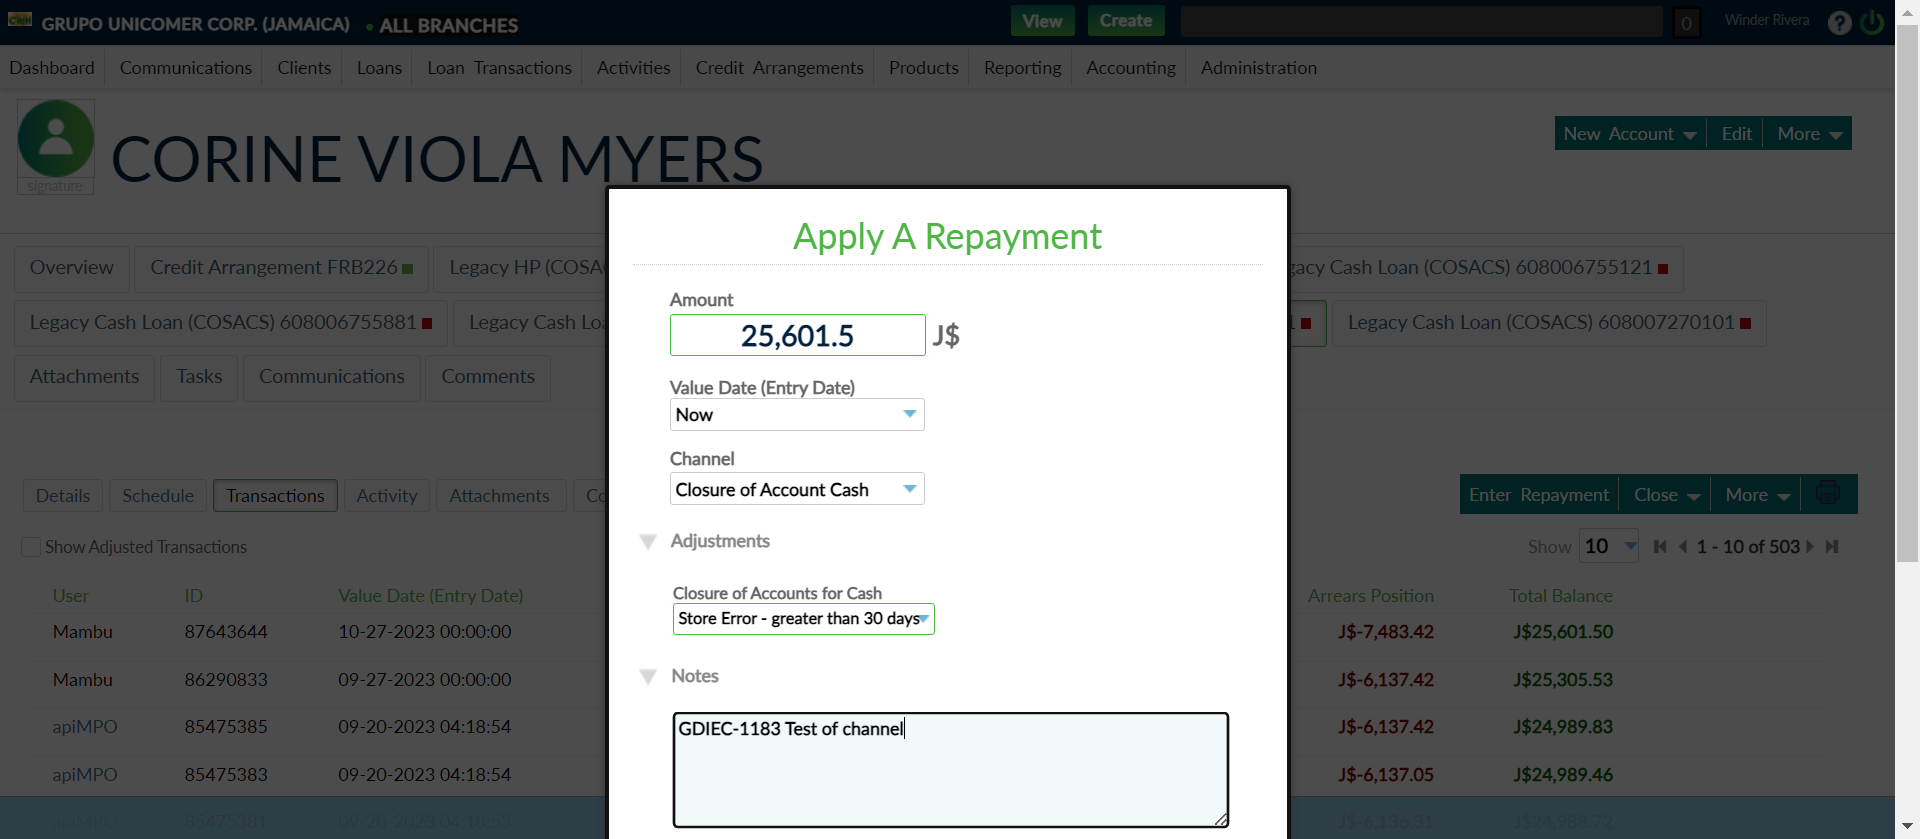 GRUPO UNICOMER CORP. (JAMAICA) • ALL BRANCHES View Create 0 Winder Rivera ?
Dashboard Communications Clients Loans Loan Transactions Activities Credit Arrangements Products Reporting Accounting Administration
CORINE VIOLA MYERS
signature
New Account Edit More
Apply A Repayment
Overview Credit Arrangement FRB226 Legacy HP (COSA gacy Cash Loan (COSACS) 608006755121
Legacy Cash Loan (COSACS) 608006755881 Legacy Cash Loa 1 Legacy Cash Loan (COSACS) 608007270101
Attachments Tasks Communications Comments
Amount
25,601.5 J$
Value Date (Entry Date)
Now
Channel
Closure of Account Cash
Details Schedule Transactions Activity Attachments Co
Enter Repayment Close More
Adjustments
Show Adjusted Transactions
Show 10 1 - 10 of 503
Closure of Accounts for Cash
Store Error - greater than 30 days
Notes
GDIEC-1183 Test of channel
User ID Value Date (Entry Date) Arrears Position Total Balance
Mambu 87643644 10-27-2023 00:00:00 J$-7,483.42 J$25,601.50
Mambu 86290833 09-27-2023 00:00:00 J$-6,137.42 J$25,305.53
apiMPO 85475385 09-20-2023 04:18:54 J$-6,137.42 J$24,989.83
apiMPO 85475383 09-20-2023 04:18:54 J$-6,137.05 J$24,989.46
apiMPO 85475381 09-20-2023 04:18:53 J$-6,136.31 J$24,988.72